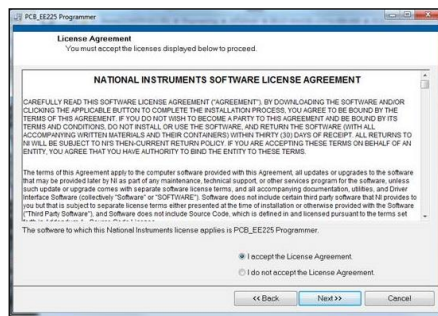 PCB_EE225 Programmer
License Agreement
You must accept the licenses displayed below to proceed.
NATIONAL INSTRUMENTS SOFTWARE LICENSE AGREEMENT
CAREFULLY READ THIS SOFTWARE LICENSE AGREEMENT ("AGREEMENT"). BY DOWNLOADING THE SOFTWARE AND/OR
CLICKING THE APPLICABLE BUTTON TO COMPLETE THE INSTALLATION PROCESS, YOU AGREE TO BE BOUND BY THE
TERMS OF THIS AGREEMENT. IF YOU DO NOT WISH TO BECOME A PARTY TO THIS AGREEMENT AND BE BOUND BY ITS
TERMS AND CONDITIONS, DO NOT INSTALL OR USE THE SOFTWARE, AND RETURN THE SOFTWARE (WITH ALL
ACCOMPANYING WRITTEN MATERIALS AND THEIR CONTAINERS) WITHIN THIRTY (30) DAYS OF RECEIPT. ALL RETURNS TO
NI WILL BE SUBJECT TO NI'S THEN-CURRENT RETURN POLICY. IF YOU ARE ACCEPTING THESE TERMS ON BEHALF OF AN
ENTITY, YOU AGREE THAT YOU HAVE AUTHORITY TO BIND THE ENTITY TO THESE TERMS.
The terms of this Agreement apply to the computer software provided with this Agreement, all updates or upgrades to the software
that may be provided later by NI as part of any maintenance, technical support, or other services program for the software, unless
such update or upgrade comes with separate software license terms, and all accompanying documentation, utilities, and Driver
Interface Software (collectively "Software" or "SOFTWARE"). Software does not include certain third party software that NI provides to
you but that is subject to separate license terms either presented at the time of installation or otherwise provided with the Software
("Third Party Software"); and Software does not include Source Code, which is defined in and licensed pursuant to the terms set
The software to which this National Instruments license applies is PCB_EE225 Programmer.
I accept the License Agreement.
I do not accept the License Agreement.
<< Back
Next >>
Cancel